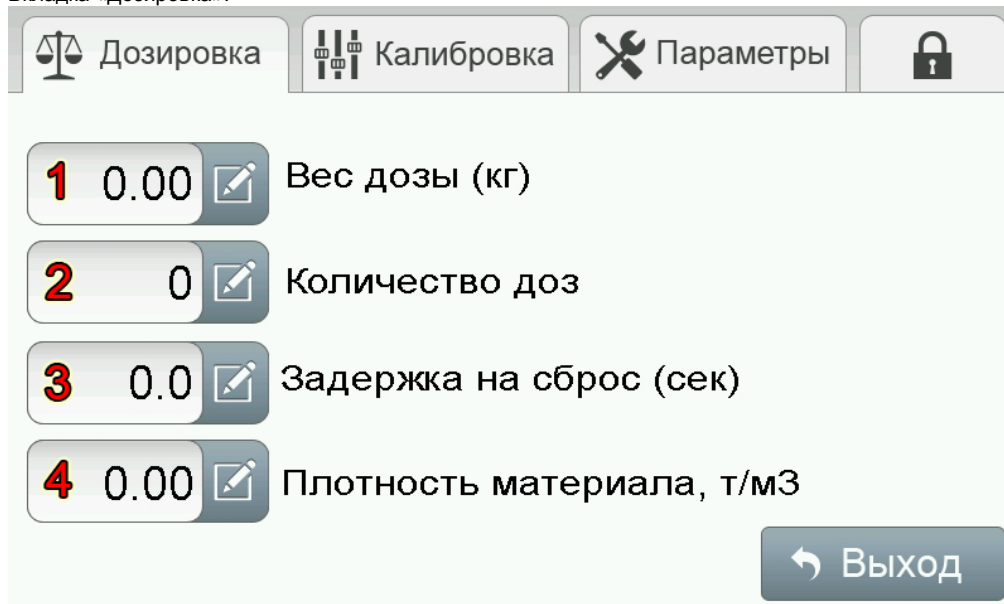 Дозировка Калибровка Параметры
1 0.00 Вес дозы (кг)
2 0 Количество доз
3 0.0 Задержка на сброс (сек)
4 0.00 Плотность материала, т/м3
Выход